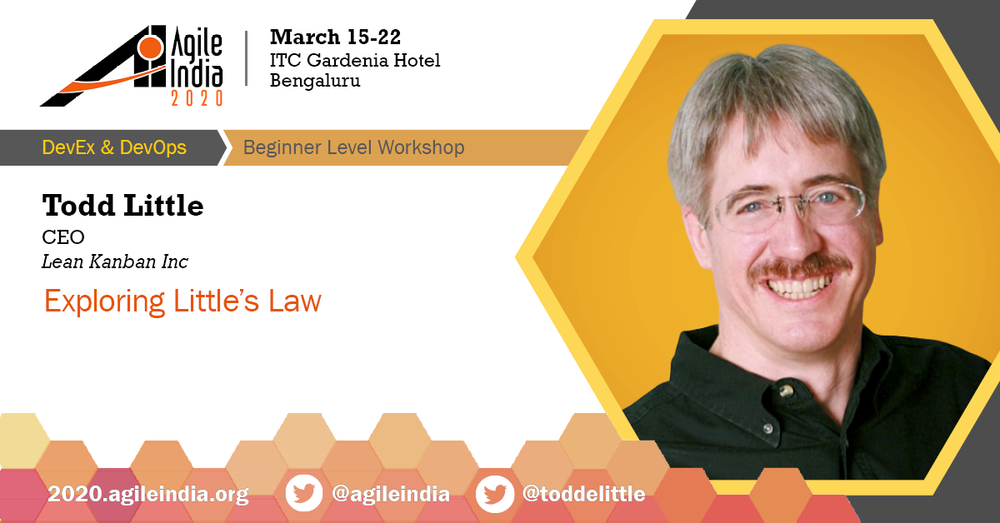 Agile
India
2020
March 15-22
ITC Gardenia Hotel
Bengaluru
DevEx & DevOps
Beginner Level Workshop
Todd Little
CEO
Lean Kanban Inc
Exploring Little’s Law
2020.agileindia.org
@agileindia
@toddelittle